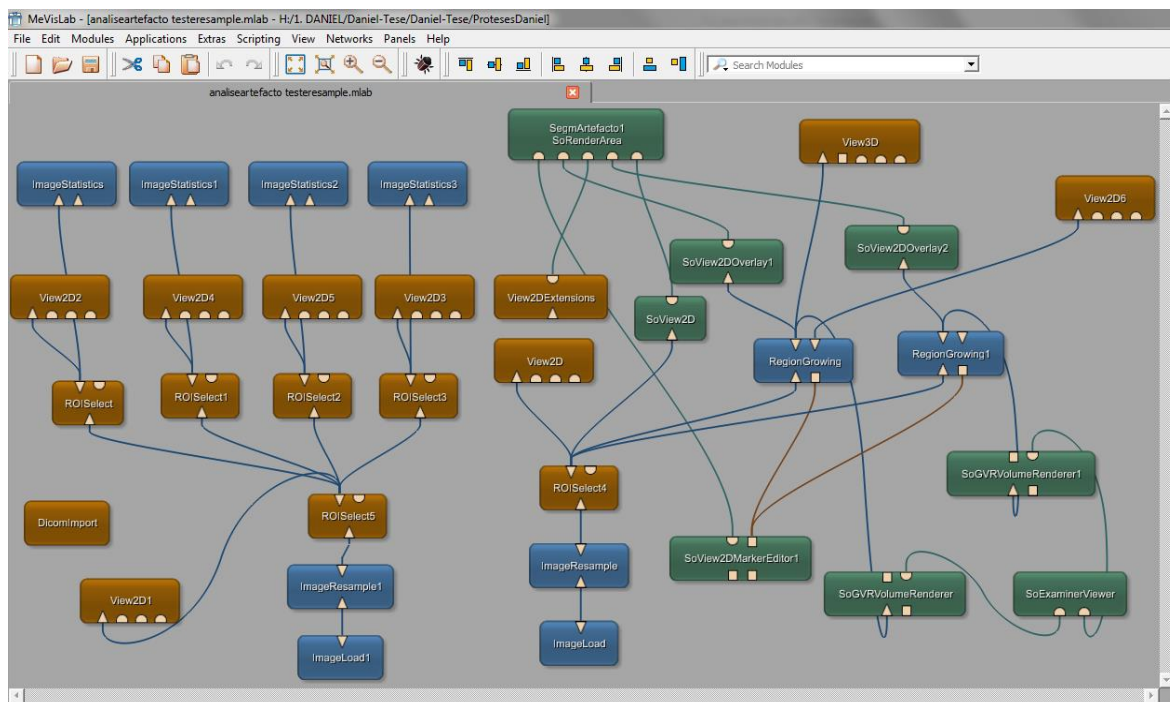 MeVisLab - [analiseartefacto testeresample.mlab - H:/1. DANIEL/Daniel-Tese/Daniel-Tese/ProtesesDaniel]
File Edit Modules Applications Extras Scripting View Networks Panels Help
Search Modules
analiseartefacto testeresample.mlab
SegmArtefacto1
SoRenderArea
View3D
ImageStatistics
ImageStatistics1
ImageStatistics2
ImageStatistics3
View2D6
SoView2DOverlay1
SoView2DOverlay2
View2D2
View2D4
View2D5
View2D3
View2DExtensions
SoView2D
View2D
RegionGrowing
RegionGrowing1
ROISelect
ROISelect1
ROISelect2
ROISelect3
ROISelect4
SoGVRVolumeRenderer1
DicomImport
ROISelect5
ImageResample
SoView2DMarkerEditor1
ImageResample1
View2D1
SoGVRVolumeRenderer
SoExaminerViewer
ImageLoad
ImageLoad1